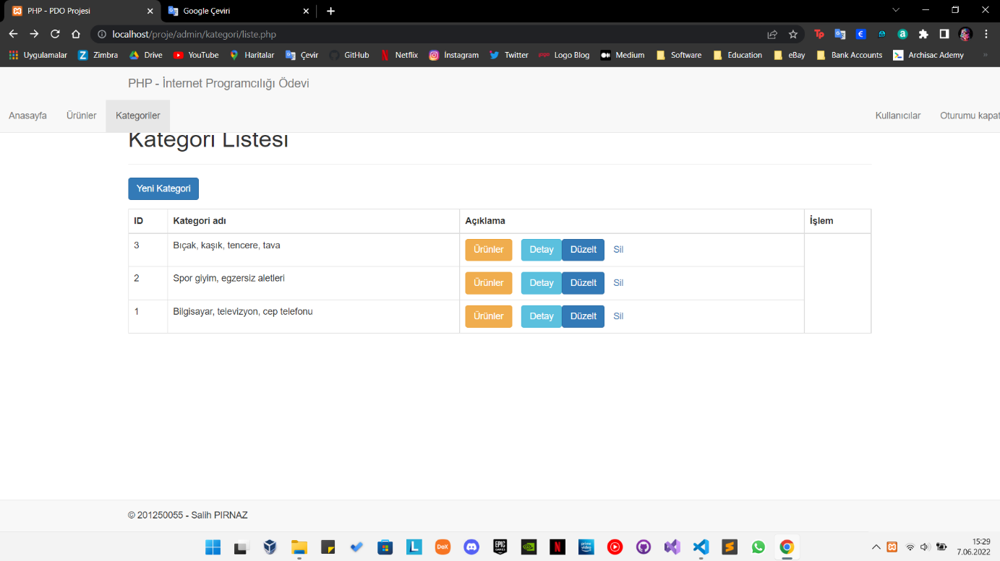 PHP - PDO Projesi
Google Çeviri
localhost/proje/admin/kategori/liste.php
Uygulamalar Zimbra Drive YouTube Haritalar Çevir GitHub Netflix Instagram Twitter Logo Blog Medium Software Education eBay Bank Accounts Archisac Ademy »
PHP - İnternet Programcılığı Ödevi
Anasayfa Ürünler Kategoriler Kullanıcılar Oturumu kapat
Kategori Listesi
Yeni Kategori
ID Kategori adı Açıklama İşlem
3 Bıçak, kaşık, tencere, tava Ürünler Detay Düzelt Sil
2 Spor giyim, egzersiz aletleri Ürünler Detay Düzelt Sil
1 Bilgisayar, televizyon, cep telefonu Ürünler Detay Düzelt Sil
© 201250055 - Salih PIRNAZ
15:29
7.06.2022